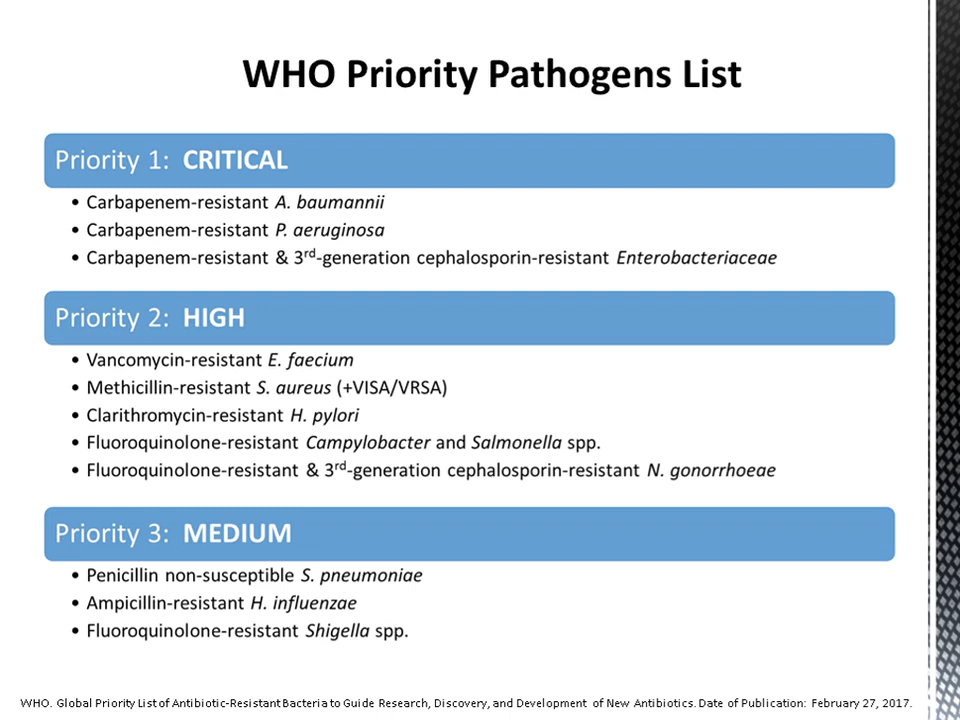 WHO Priority Pathogens List
Priority 1: CRITICAL
• Carbapenem-resistant A. baumannii
• Carbapenem-resistant P. aeruginosa
• Carbapenem-resistant & 3rd-generation cephalosporin-resistant Enterobacteriaceae
Priority 2: HIGH
• Vancomycin-resistant E. faecium
• Methicillin-resistant S. aureus (+VISA/VRSA)
• Clarithromycin-resistant H. pylori
• Fluoroquinolone-resistant Campylobacter and Salmonella spp.
• Fluoroquinolone-resistant & 3rd-generation cephalosporin-resistant N. gonorrhoeae
Priority 3: MEDIUM
• Penicillin non-susceptible S. pneumoniae
• Ampicillin-resistant H. influenzae
• Fluoroquinolone-resistant Shigella spp.
WHO. Global Priority List of Antibiotic-Resistant Bacteria to Guide Research, Discovery, and Development of New Antibiotics. Date of Publication: February 27, 2017.